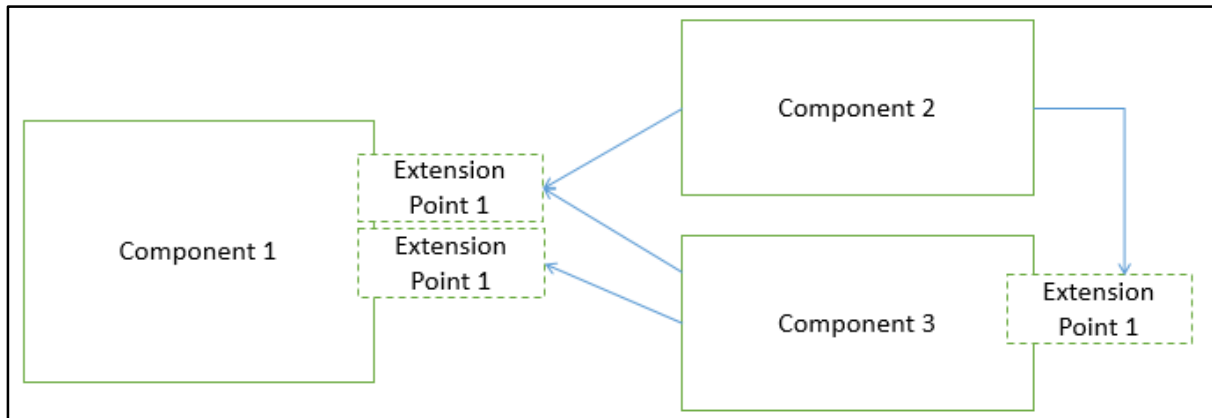 Component 1
Extension
Point 1
Extension
Point 1
Component 2
Component 3
Extension
Point 1